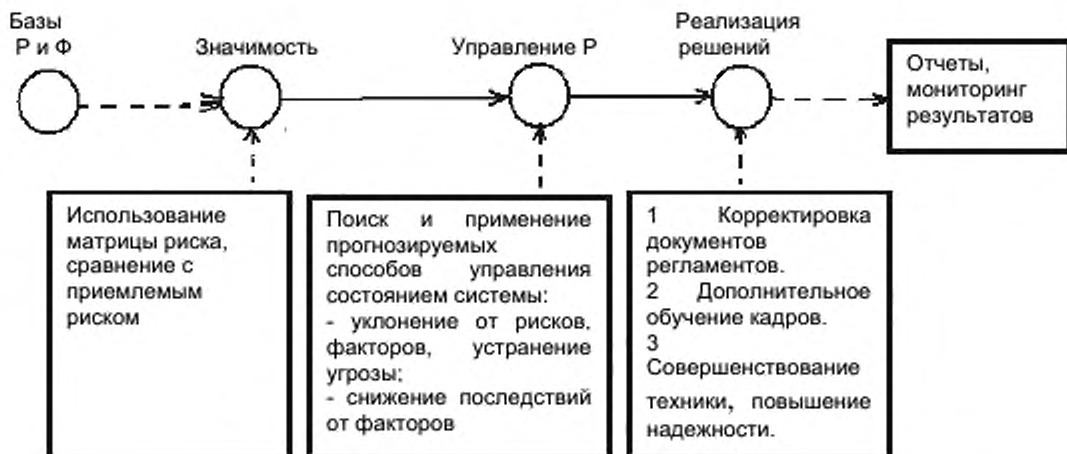 Базы
Р и Ф
Значимость
Управление Р
Реализация
решений
Отчеты,
мониторинг
результатов
Использование
матрицы риска,
сравнение с
приемлемым
риском
Поиск и применение
прогнозируемых
способов управления
состоянием системы:
- уклонение от рисков,
факторов, устранение
угрозы;
- снижение последствий
от факторов
1 Корректировка
документов
регламентов.
2 Дополнительное
обучение кадров.
3
Совершенствование
техники, повышение
надежности.